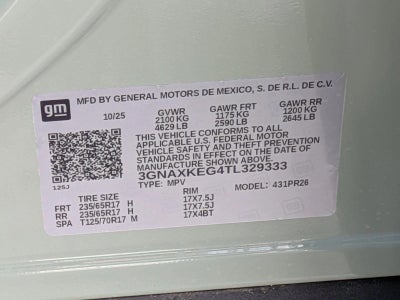 gm
MFD BY GENERAL MOTORS DE MEXICO, S. DE R.L. DE C.V.
10/25 GVWR GAWR FRT GAWR RR
2100 KG 1175 KG 1200 KG
4629 LB 2590 LB 2645 LB
THIS VEHICLE CONFORMS TO ALL
APPLICABLE U.S. FEDERAL MOTOR
VEHICLE SAFETY, BUMPER, AND
THEFT PREVENTION STANDARDS IN
EFFECT ON THE DATE OF
MANUFACTURE SHOWN ABOVE.
3GNAXKEG4TL329333
125J TYPE: MPV MODEL: 431PR26
TIRE SIZE RIM
FRT 235/65R17 H 17X7.5J
RR 235/65R17 H 17X7.5J
SPA T125/70R17 M 17X4BT